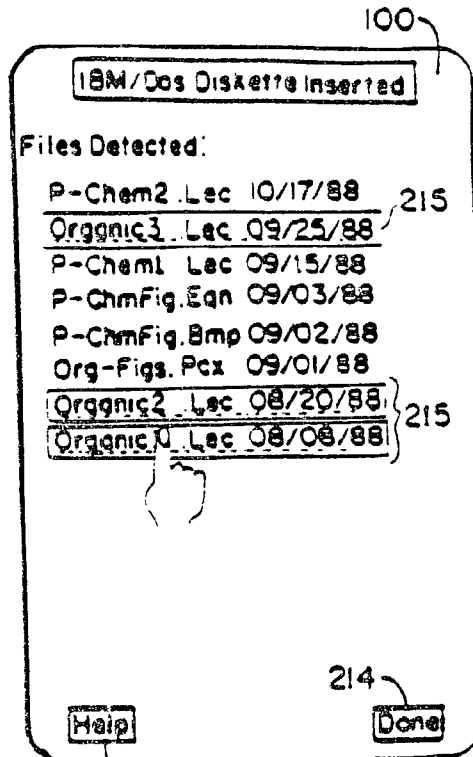 100
IBM/Dos Diskette Inserted
Files Detected:
P-Chem2 .Lec 10/17/88
Organic3 .Lec 09/25/88 215
P-Chem1 Lec 09/15/88
P-ChmFig.Eqn 09/03/88
P-ChmFig.Bmp 09/02/88
Org-Figs. Pcx 09/01/88
Organic2 .Lec 08/20/88
Organic .Lec 08/08/88 215
214
Help Done